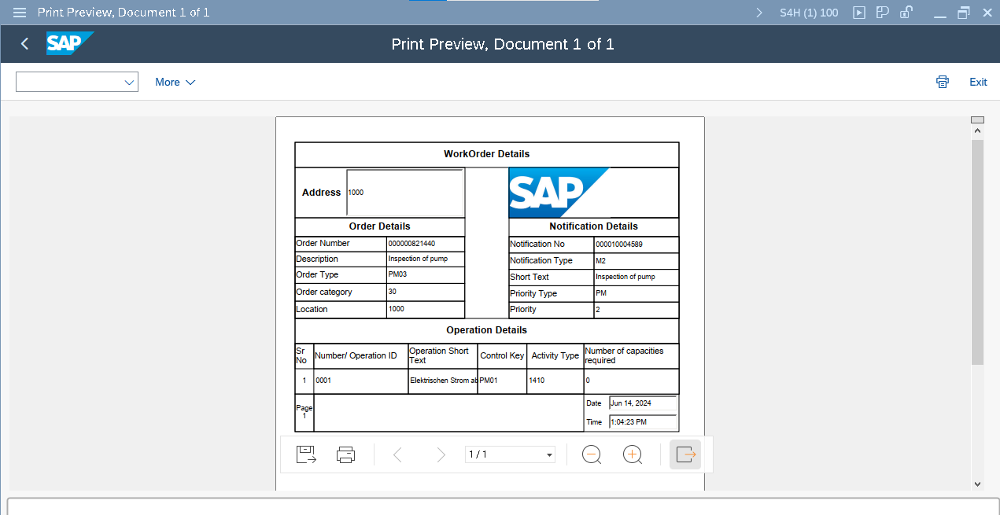 Print Preview, Document 1 of 1
S4H (1) 100
SAP
Print Preview, Document 1 of 1
More
Exit
WorkOrder Details
Address 1000
SAP
Order Details
Notification Details
Order Number 000000821440
Notification No 000010004589
Description Inspection of pump
Notification Type M2
Order Type PM03
Short Text Inspection of pump
Order category 30
Priority Type PM
Location 1000
Priority 2
Operation Details
Sr No
Number/ Operation ID
Operation Short Text
Control Key
Activity Type
Number of capacities required
1 0001 Elektrischen Strom ab PM01 1410 0
Page 1
Date Jun 14, 2024
Time 1:04:23 PM
1 / 1